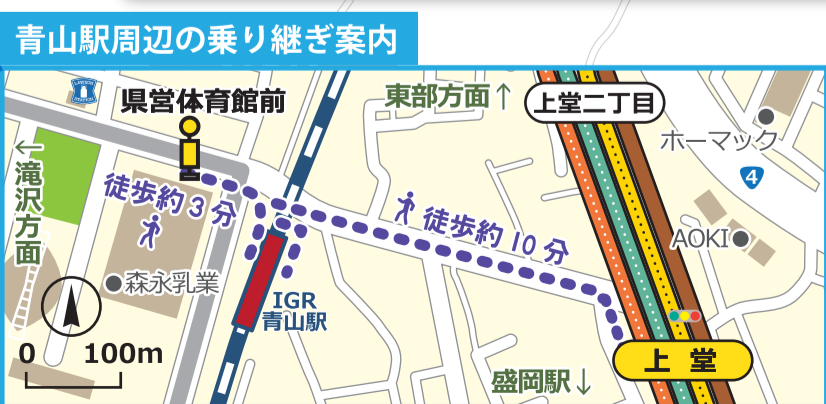 青山駅周辺の乗り継ぎ案内
LAWSON
STATION
県営体育館前
東部方面↑
上堂二丁目
ホーマック
4
←滝沢方面
徒歩約3分
徒歩約10分
AOKI
森永乳業
IGR
青山駅
0 100m
上堂
盛岡駅↓